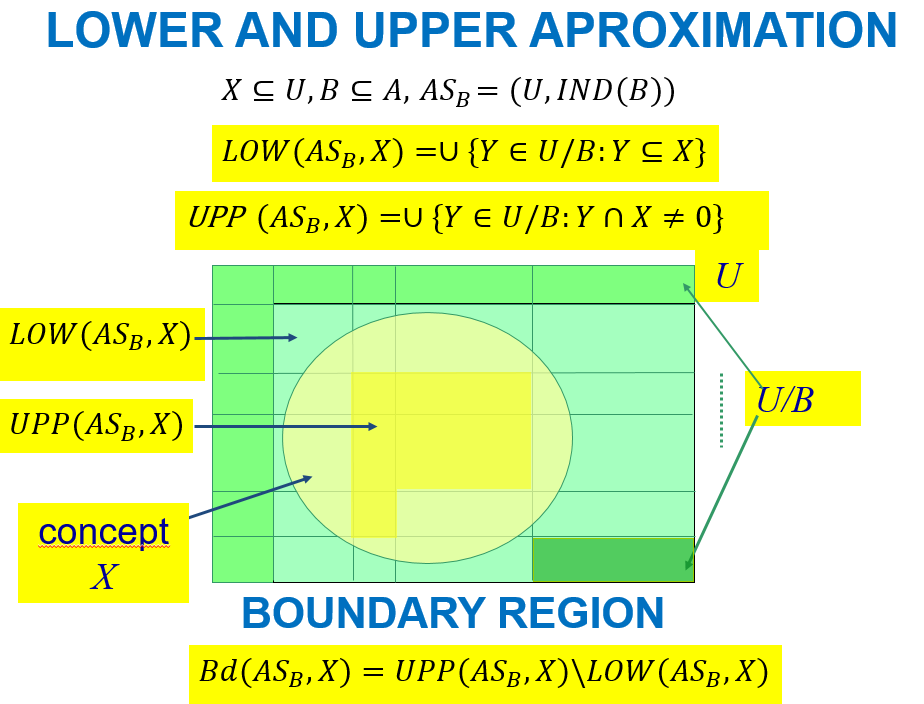 LOWER AND UPPER APROXIMATION
X ⊆ U, B ⊆ A, AS_B = (U, IND(B))
LOW(AS_B, X) =∪ {Y ∈ U/B: Y ⊆ X}
UPP (AS_B, X) =∪ {Y ∈ U/B: Y ∩ X ≠ 0}
U
LOW(AS_B, X)
U/B
UPP(AS_B, X)
concept
X
BOUNDARY REGION
Bd(AS_B, X) = UPP(AS_B, X)\LOW(AS_B, X)